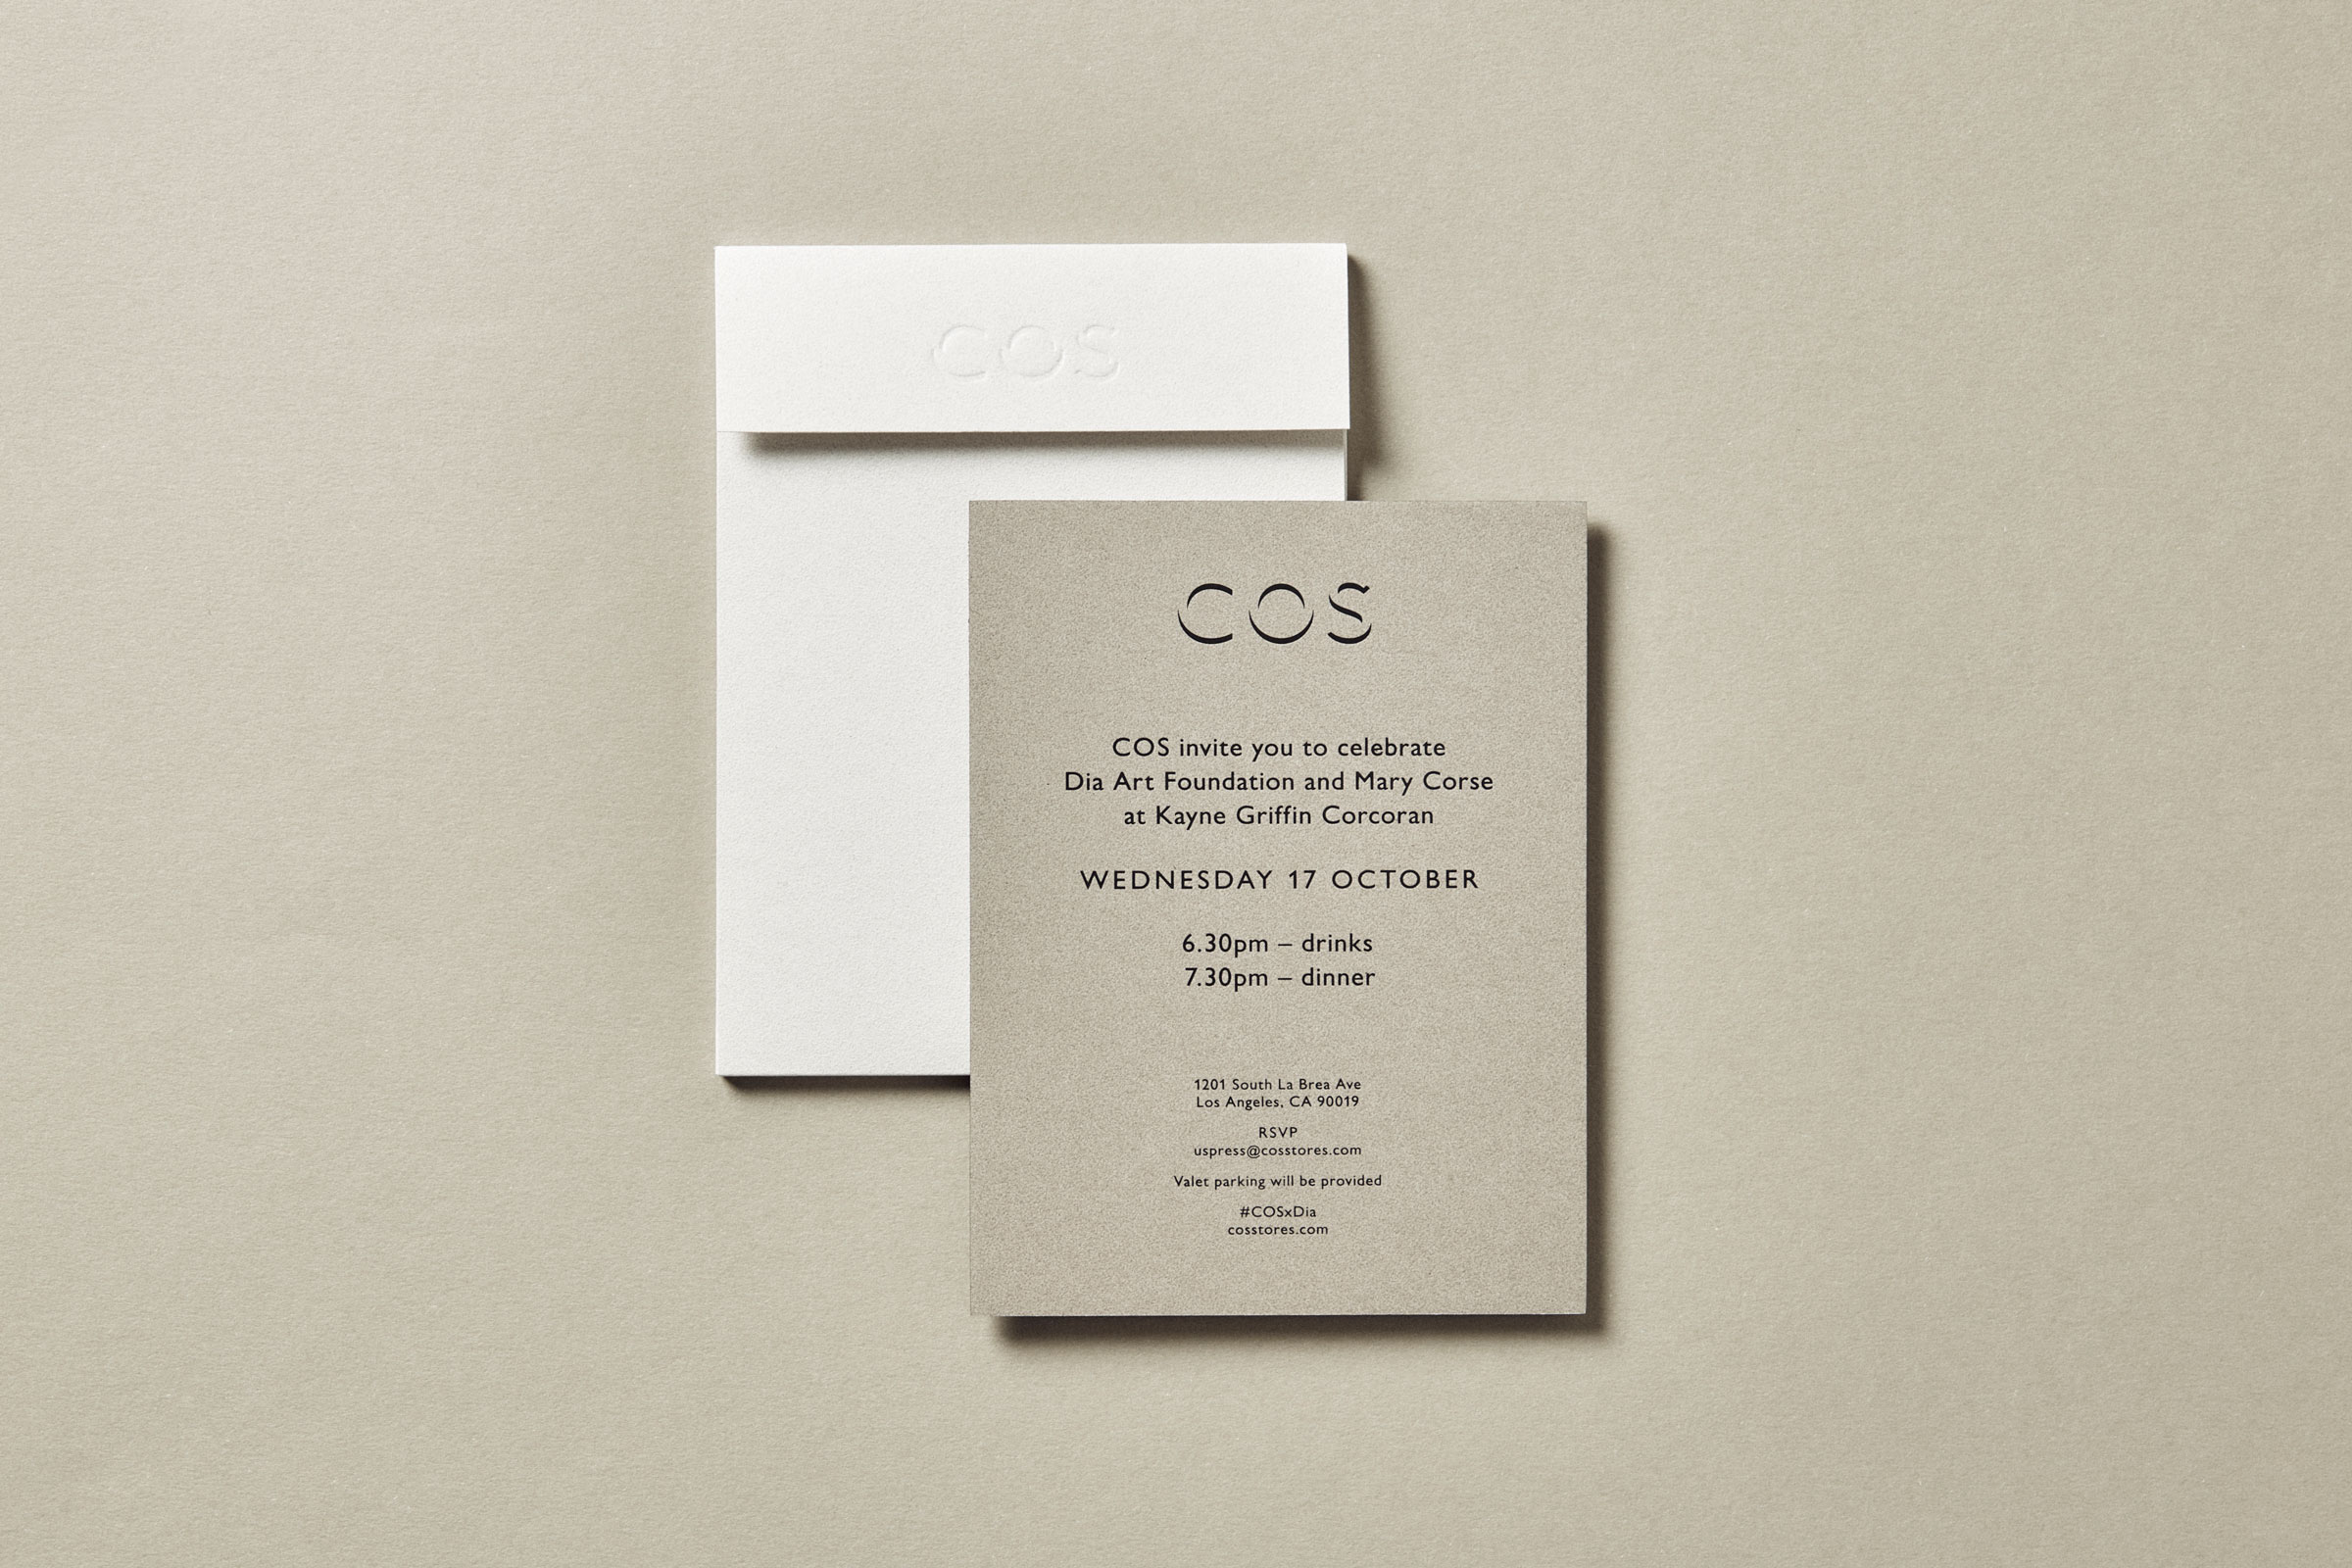 COS
COS
COS invite you to celebrate
Dia Art Foundation and Mary Corse
at Kayne Griffin Corcoran
WEDNESDAY 17 OCTOBER
6.30pm – drinks
7.30pm – dinner
1201 South La Brea Ave
Los Angeles, CA 90019
RSVP
uspress@cosstores.com
Valet parking will be provided
#COSxDia
cosstores.com